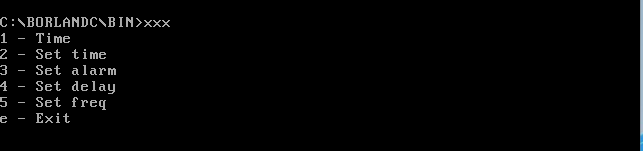 C:\BORLANDC\BIN>xxx
1 - Time
2 - Set time
3 - Set alarm
4 - Set delay
5 - Set freq
e - Exit